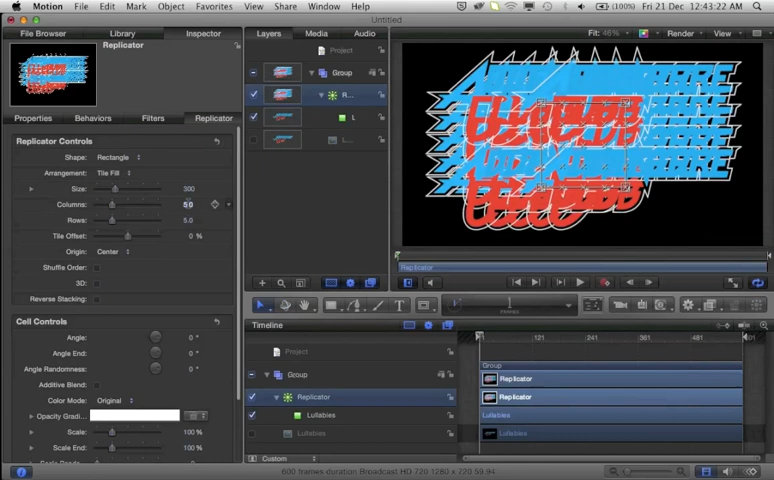 Motion File Edit Mark Object Favorites View Share Window Help
(100%) Fri 21 Dec 12:43:22
Untitled
File Browser Library Inspector
Layers Media Audio
Fit: 46% Render View
Replicator
Project
Group
R...
L
L...
Properties Behaviors Filters Replicator
Replicator Controls
Shape: Rectangle
Arrangement: Tile Fill
Size: 300
Columns: 5.0
Rows: 5.0
Tile Offset: 0 %
Origin: Center
Shuffle Order:
3D:
Reverse Stacking:
Replicator
1
FRAMES
Cell Controls
Angle: 0 °
Angle End: 0 °
Angle Randomness: 0 °
Additive Blend:
Color Mode: Original
Opacity Gradi...
Scale: 100 %
Scale End: 100 %
Timeline
1 121 241 361 481
Project
Group
Replicator
Lullabies
Lullabies
Group
Replicator
Replicator
Lullabies
Lullabies
Custom
600 frames duration Broadcast HD 720 1280 x 720 59.94